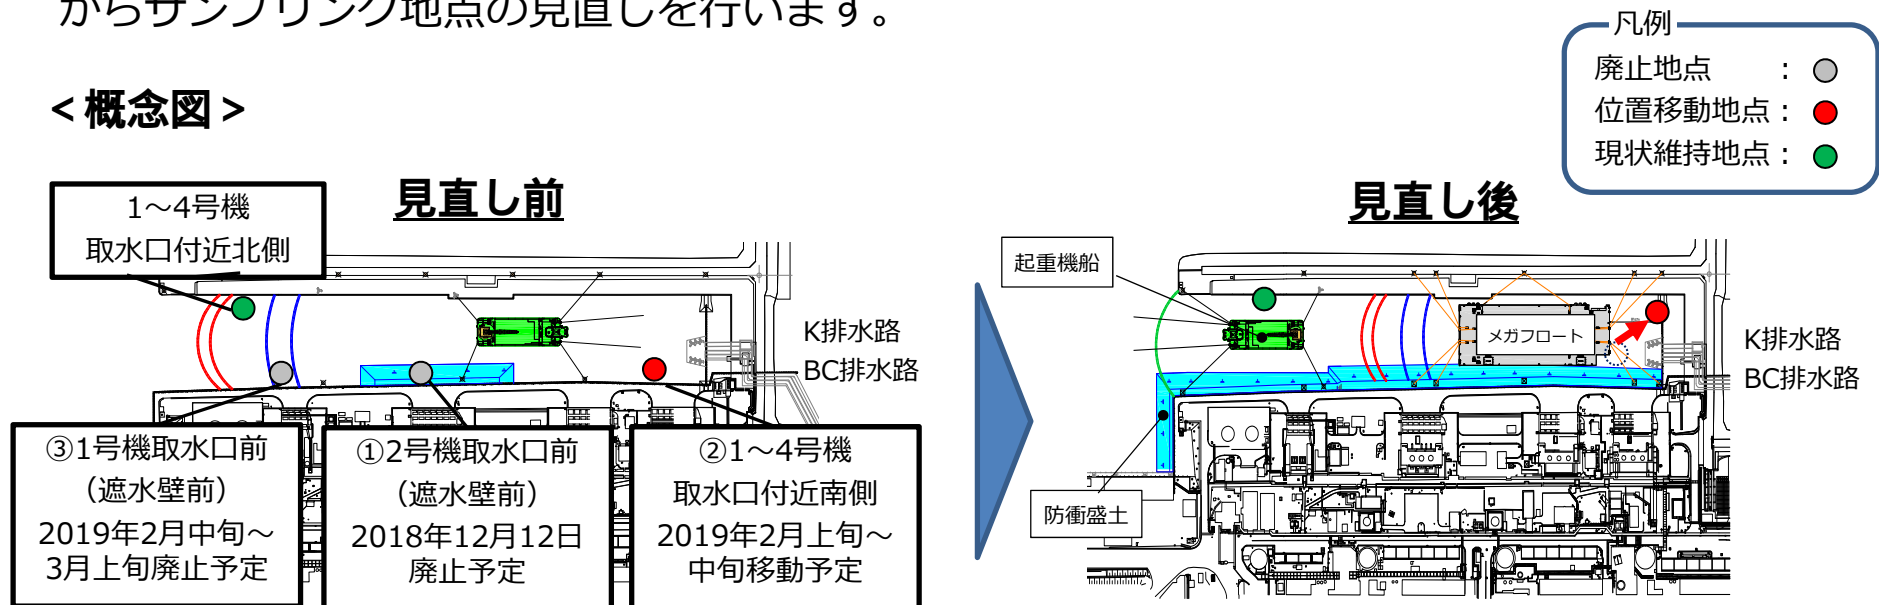 からサンプリング地点の見直しを行います。
凡例
廃止地点 :
位置移動地点:
現状維持地点:
<概念図>
見直し前
1～4号機
取水口付近北側
K排水路
BC排水路
③1号機取水口前
（遮水壁前）
2019年2月中旬～
3月上旬廃止予定
①2号機取水口前
（遮水壁前）
2018年12月12日
廃止予定
②1～4号機
取水口付近南側
2019年2月上旬～
中旬移動予定
見直し後
起重機船
メガフロート
K排水路
BC排水路
防衝盛土